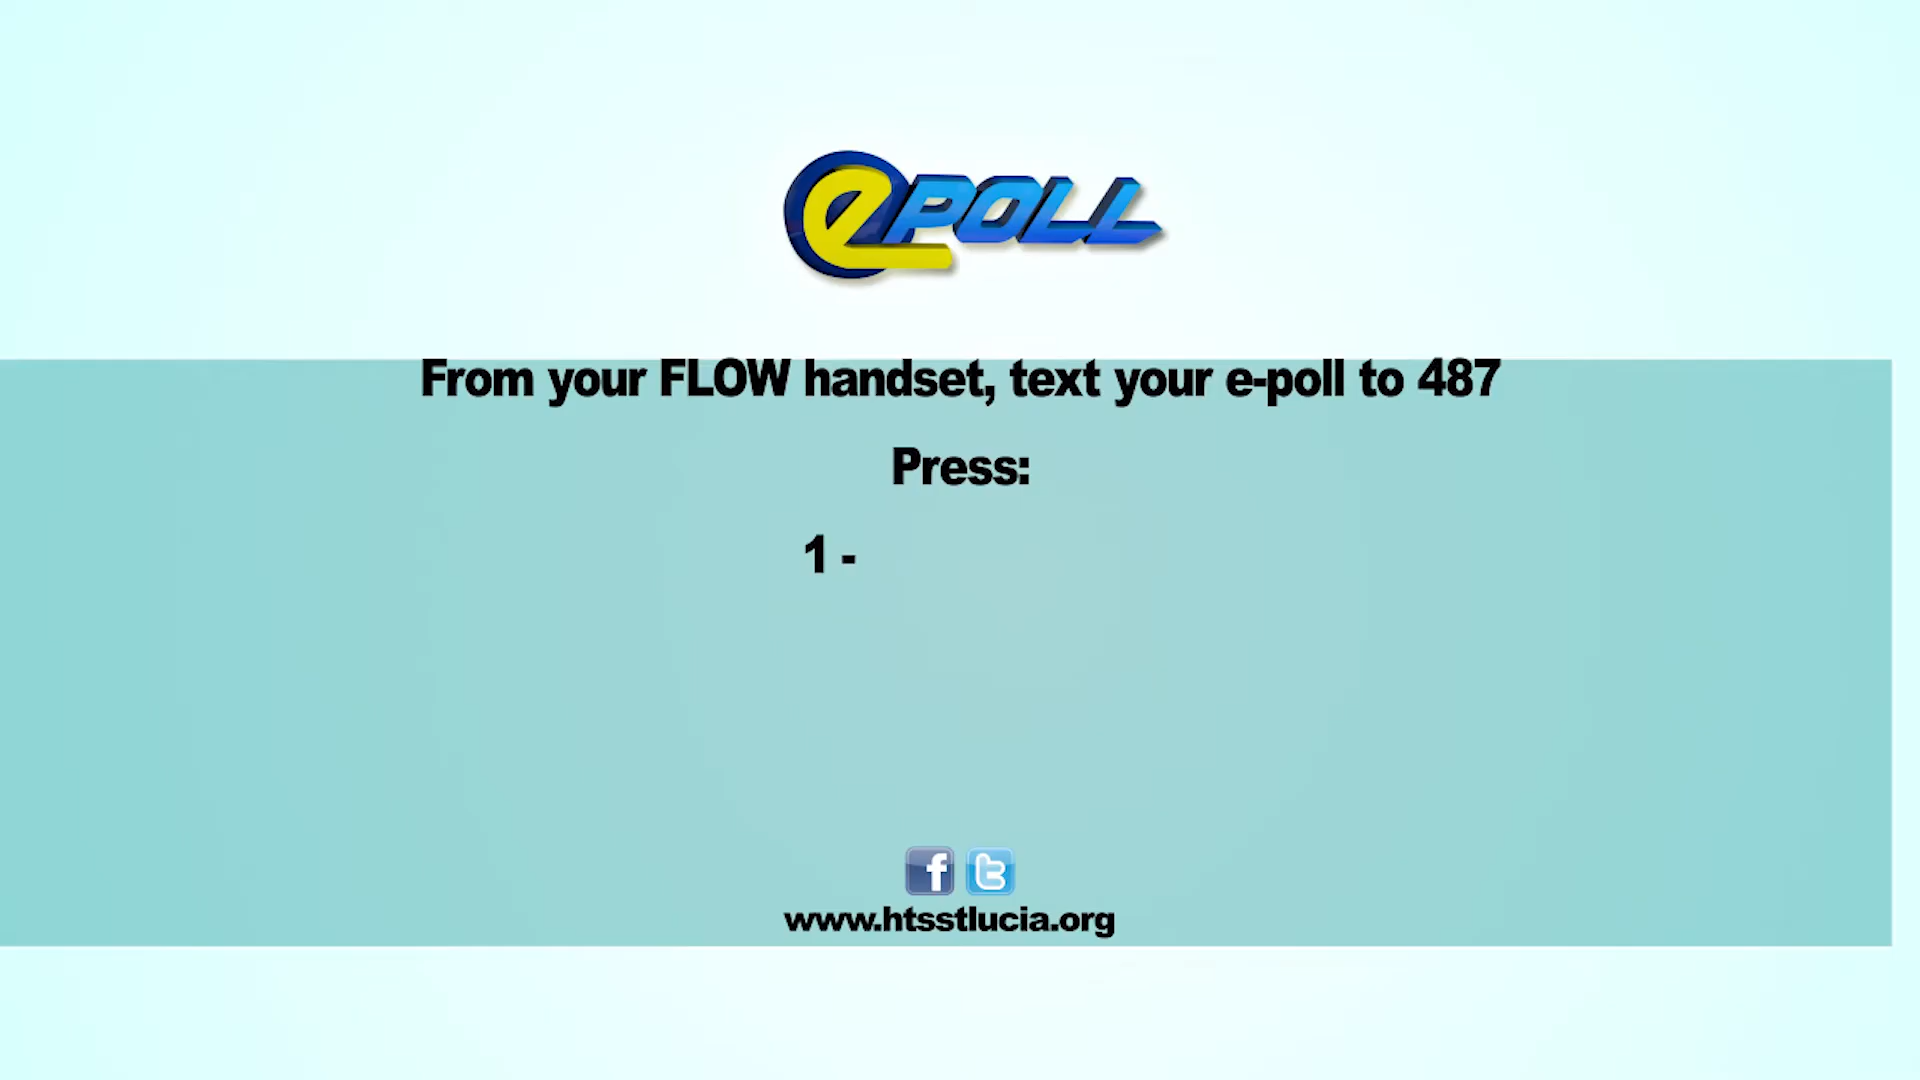 ePOLL
From your FLOW handset, text your e-poll to 487
Press:
1 -
f t
www.htsstlucia.org